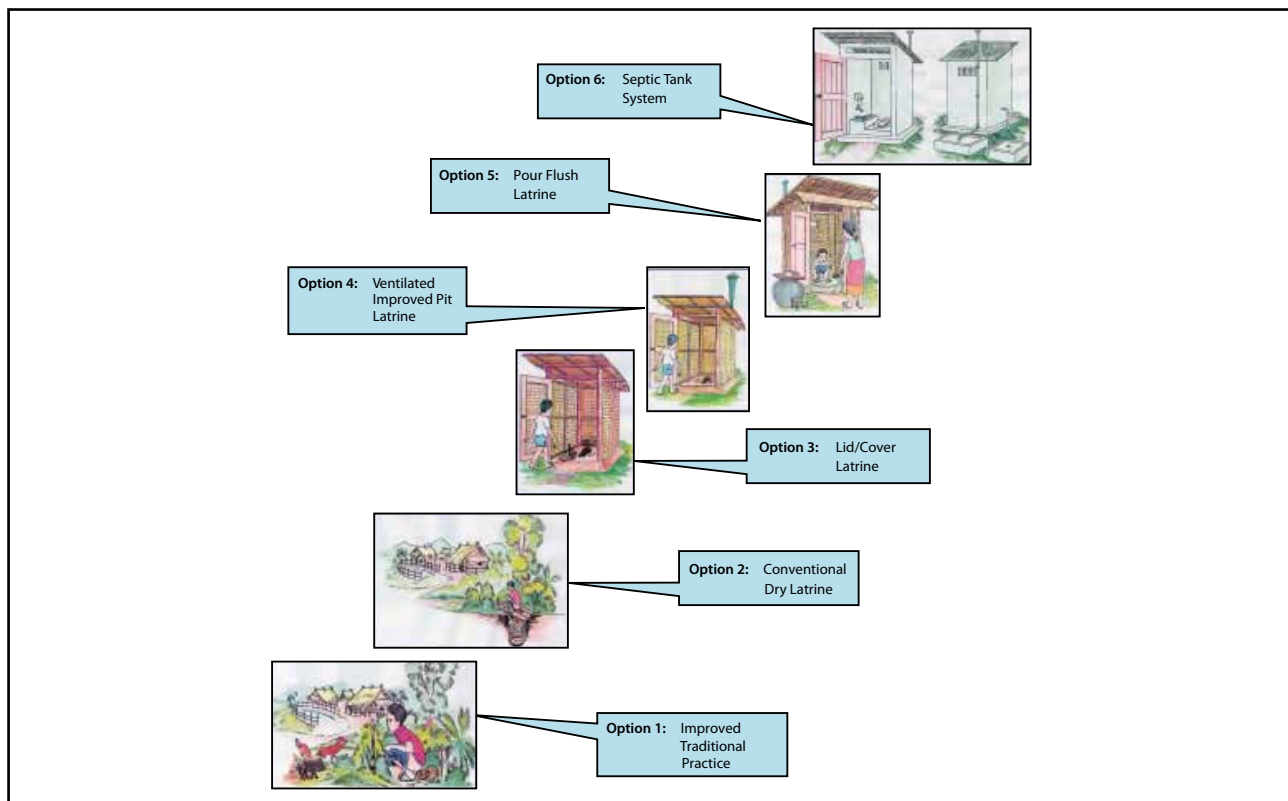 Option 6: Septic Tank
System
Option 5: Pour Flush
Latrine
Option 4: Ventilated
Improved Pit
Latrine
Option 3: Lid/Cover
Latrine
Option 2: Conventional
Dry Latrine
Option 1: Improved
Traditional
Practice